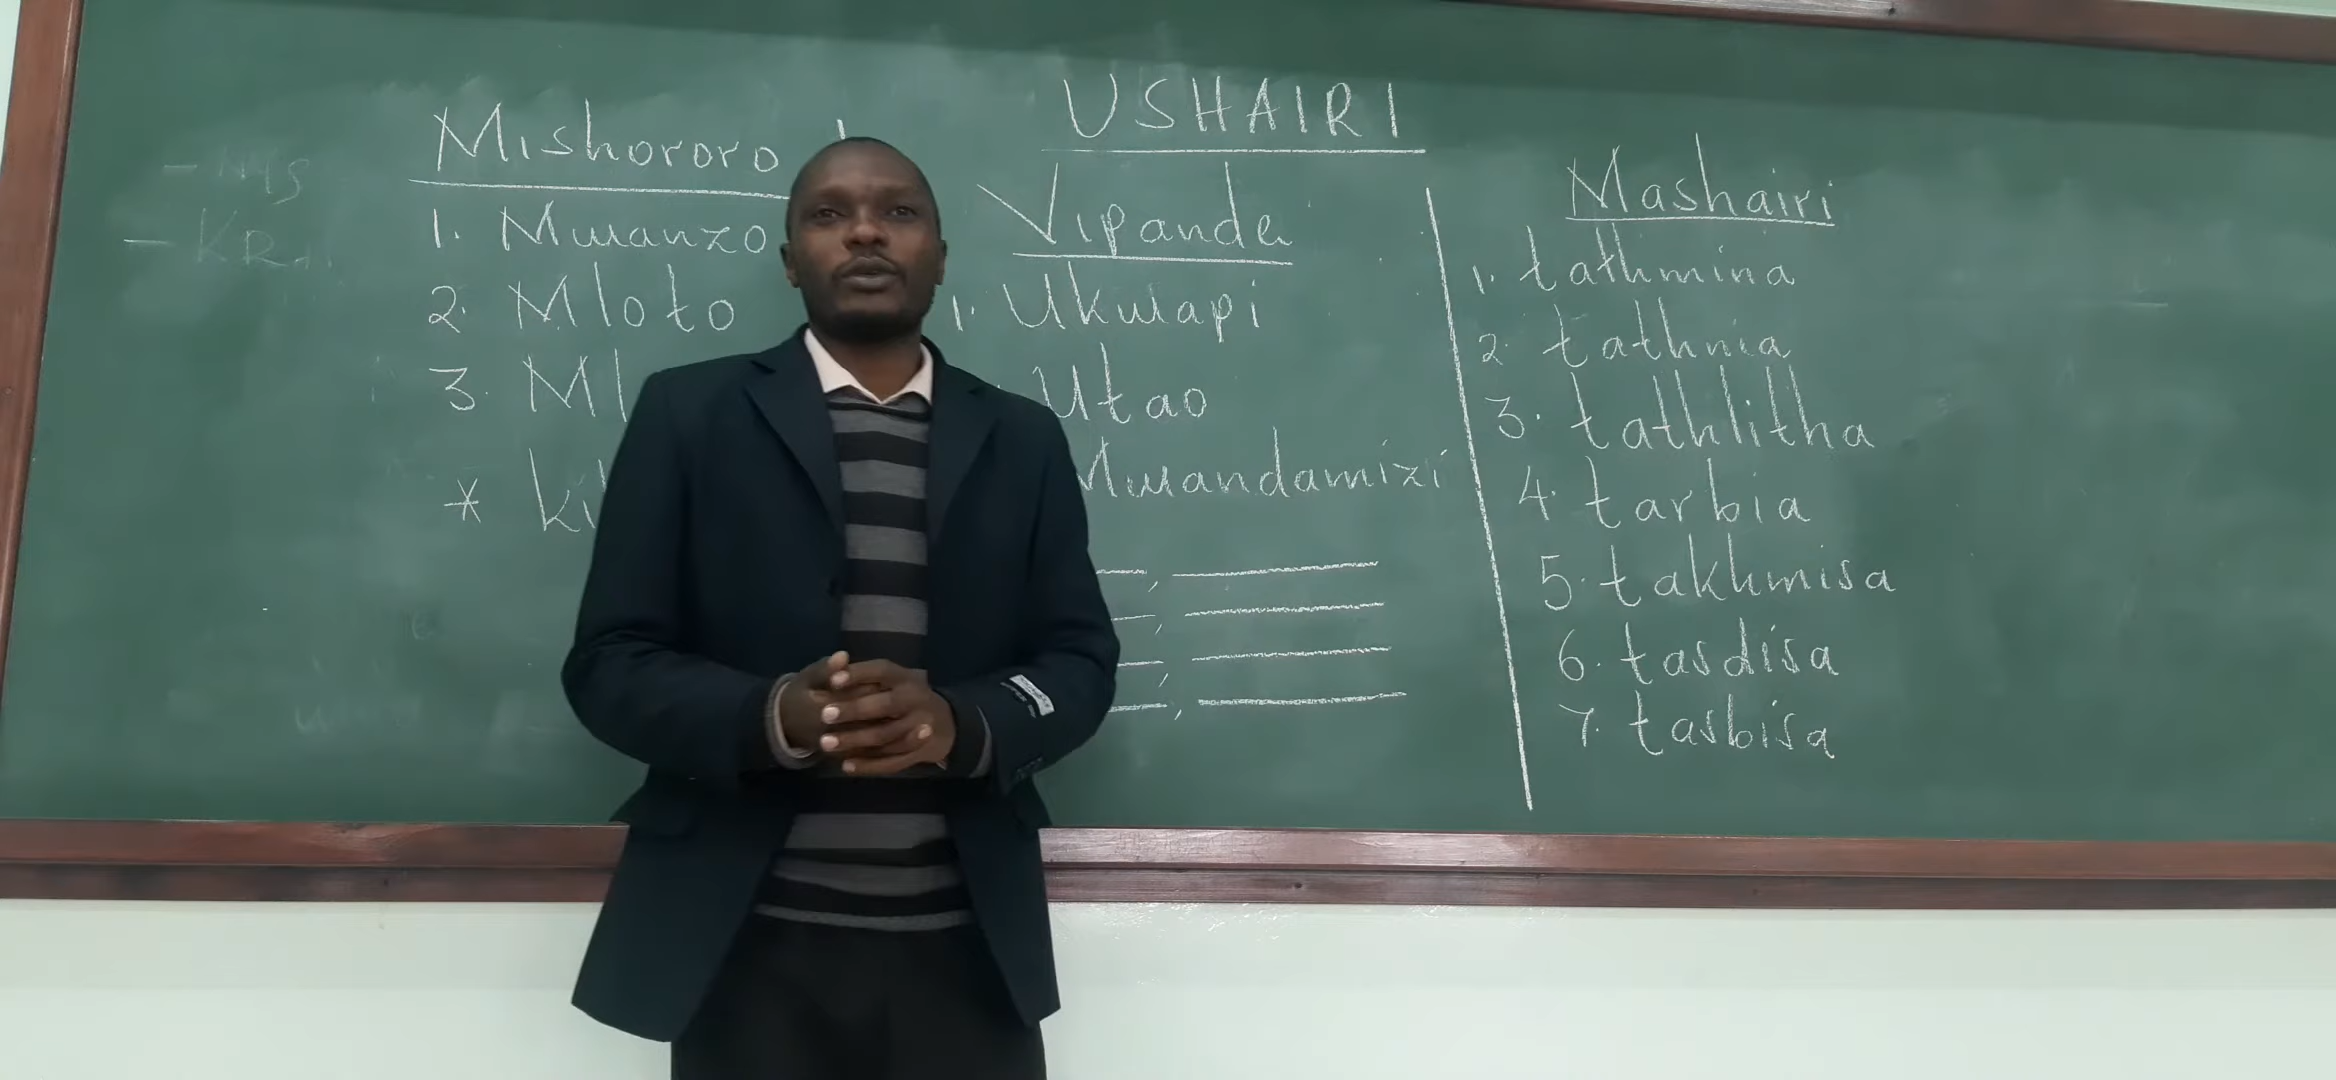 USHAIRI
Mishororo
1. Mwanzo
2. Mloto
3. Ml
* ki
Vipande
1. Ukwapi
Utao
Mwandamizi
Mashairi
1. tathmina
2. tathnia
3. tathlitha
4. tarbia
5. takhmisa
6. tasdisa
7. tasbisa